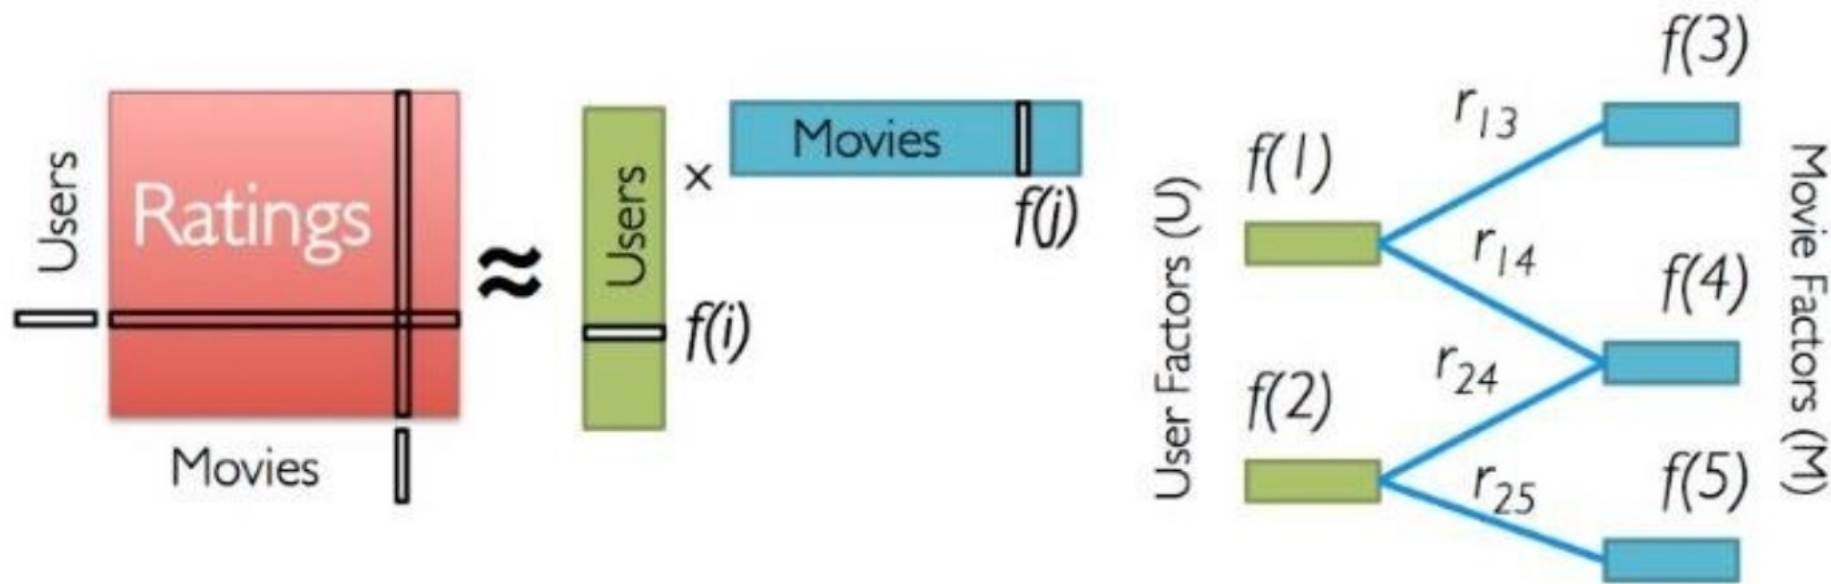 Users
Ratings
Movies
≈
Users
f(i)
×
Movies
f(j)
User Factors (U)
f(1)
f(2)
r13
r14
r24
r25
f(3)
f(4)
f(5)
Movie Factors (M)